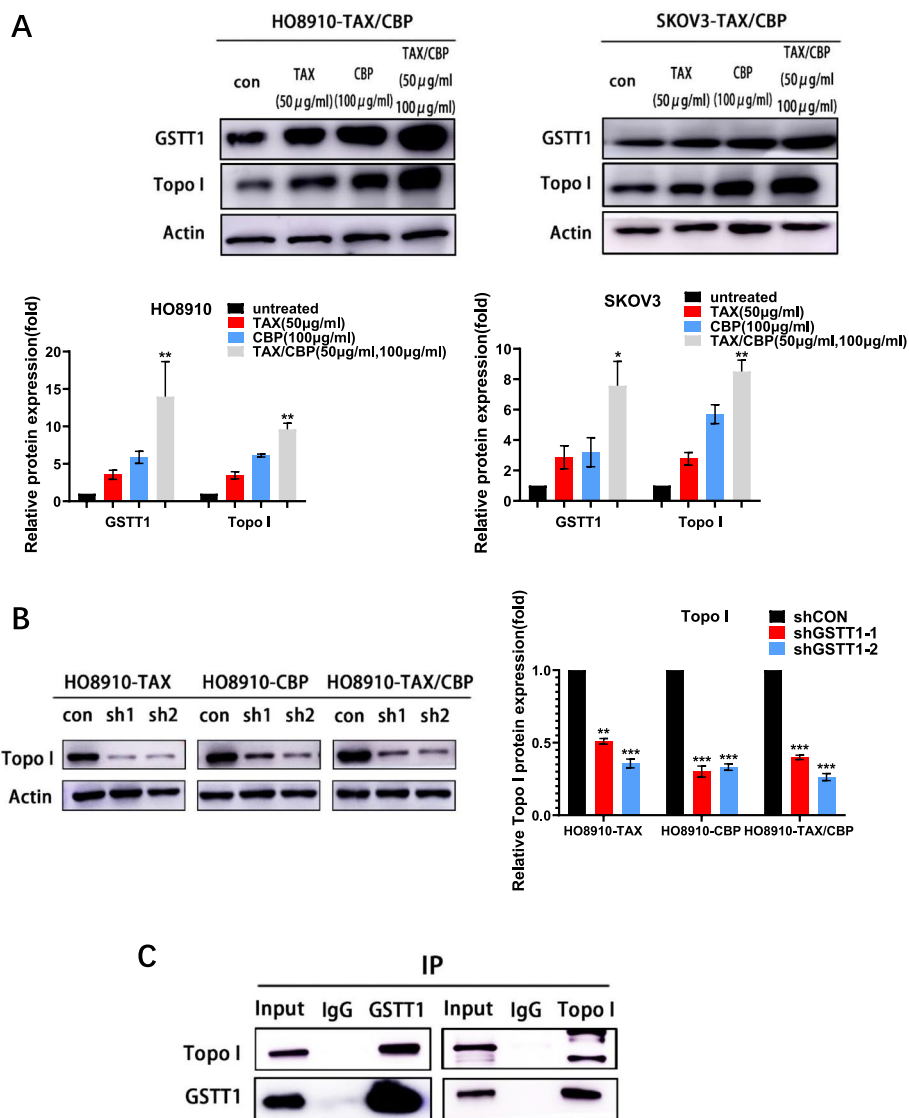 A
HO8910-TAX/CBP
con
TAX
(50μg/ml)
CBP
(100μg/ml)
TAX/CBP
(50μg/ml
100μg/ml)
GSTT1
Topo I
Actin
SKOV3-TAX/CBP
con
TAX
(50μg/ml)
CBP
(100μg/ml)
TAX/CBP
(50μg/ml
100μg/ml)
GSTT1
Topo I
Actin
HO8910
untreated
TAX(50μg/ml)
CBP(100μg/ml)
TAX/CBP(50μg/ml,100μg/ml)
Relative protein expression(fold)
20
15
10
5
0
**
**
GSTT1 Topo I
SKOV3
untreated
TAX(50μg/ml)
CBP(100μg/ml)
TAX/CBP(50μg/ml,100μg/ml)
Relative protein expression(fold)
10
8
6
4
2
0
*
**
GSTT1 Topo I
B
HO8910-TAX HO8910-CBP HO8910-TAX/CBP
con sh1 sh2 con sh1 sh2 con sh1 sh2
Topo I
Actin
Topo I
shCON
shGSTT1-1
shGSTT1-2
Relative Topo I protein expression(fold)
1.0
0.5
0.0
** *** *** *** *** ***
HO8910-TAX HO8910-CBP HO8910-TAX/CBP
C
IP
Input IgG GSTT1 Input IgG Topo I
Topo I
GSTT1